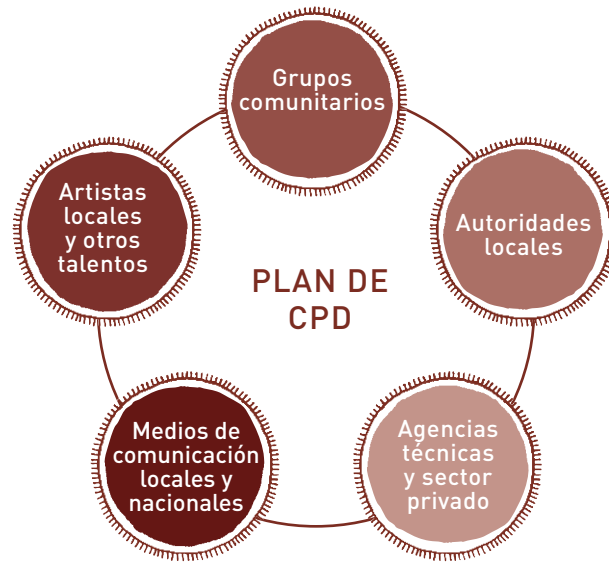 Grupos
comunitarios
Artistas
locales
y otros
talentos
Autoridades
locales
PLAN DE
CPD
Medios de
comunicación
locales y
nacionales
Agencias
técnicas
y sector
privado